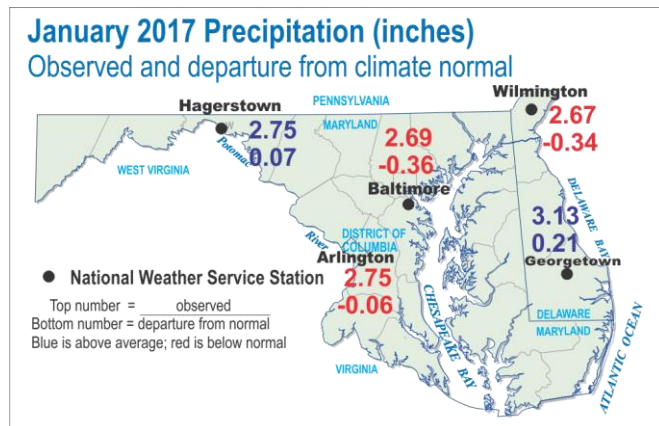 January 2017 Precipitation (inches)
Observed and departure from climate normal
Wilmington
2.67
-0.34
PENNSYLVANIA
MARYLAND
Hagerstown
2.75
0.07
Potomac
WEST VIRGINIA
2.69
-0.36
Baltimore
DELAWARE BAY
3.13
0.21
Georgetown
DISTRICT OF
COLUMBIA
River
Arlington
2.75
-0.06
National Weather Service Station
Top number = observed
Bottom number = departure from normal
Blue is above average; red is below normal
CHESAPEAKE BAY
DELAWARE
MARYLAND
VIRGINIA
ATLANTIC OCEAN